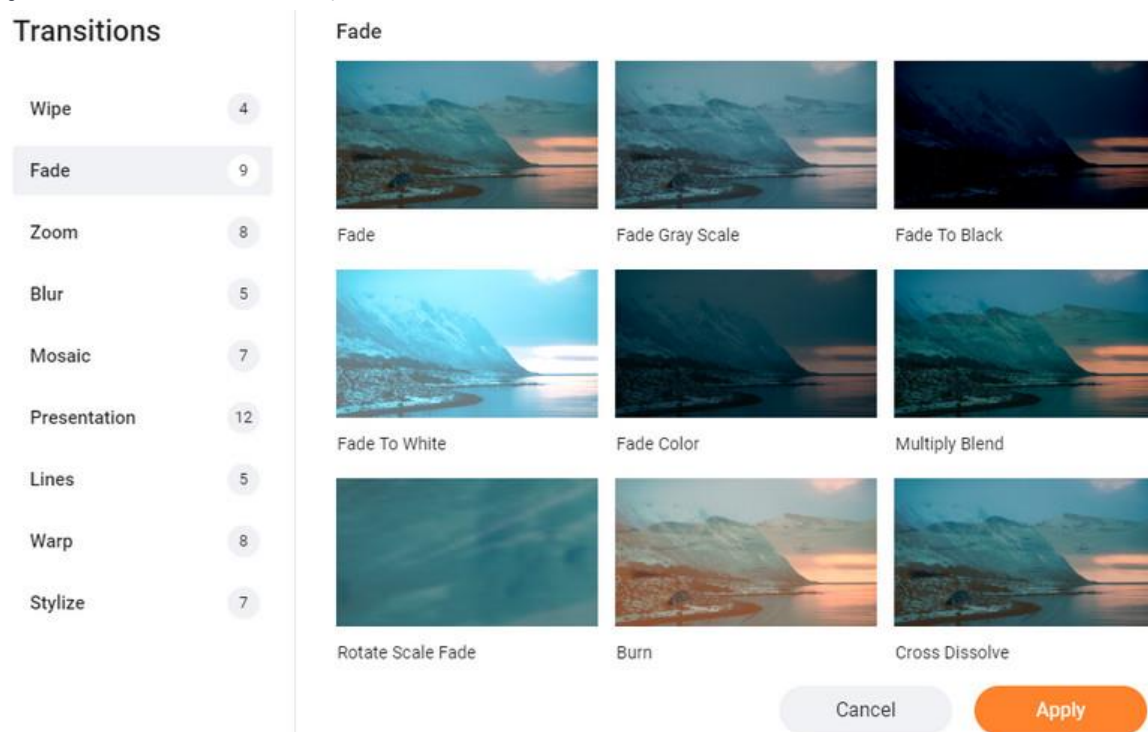 Transitions
Wipe 4
Fade 9
Zoom 8
Blur 5
Mosaic 7
Presentation 12
Lines 5
Warp 8
Stylize 7
Fade
Fade Fade Gray Scale Fade To Black
Fade To White Fade Color Multiply Blend
Rotate Scale Fade Burn Cross Dissolve
Cancel Apply